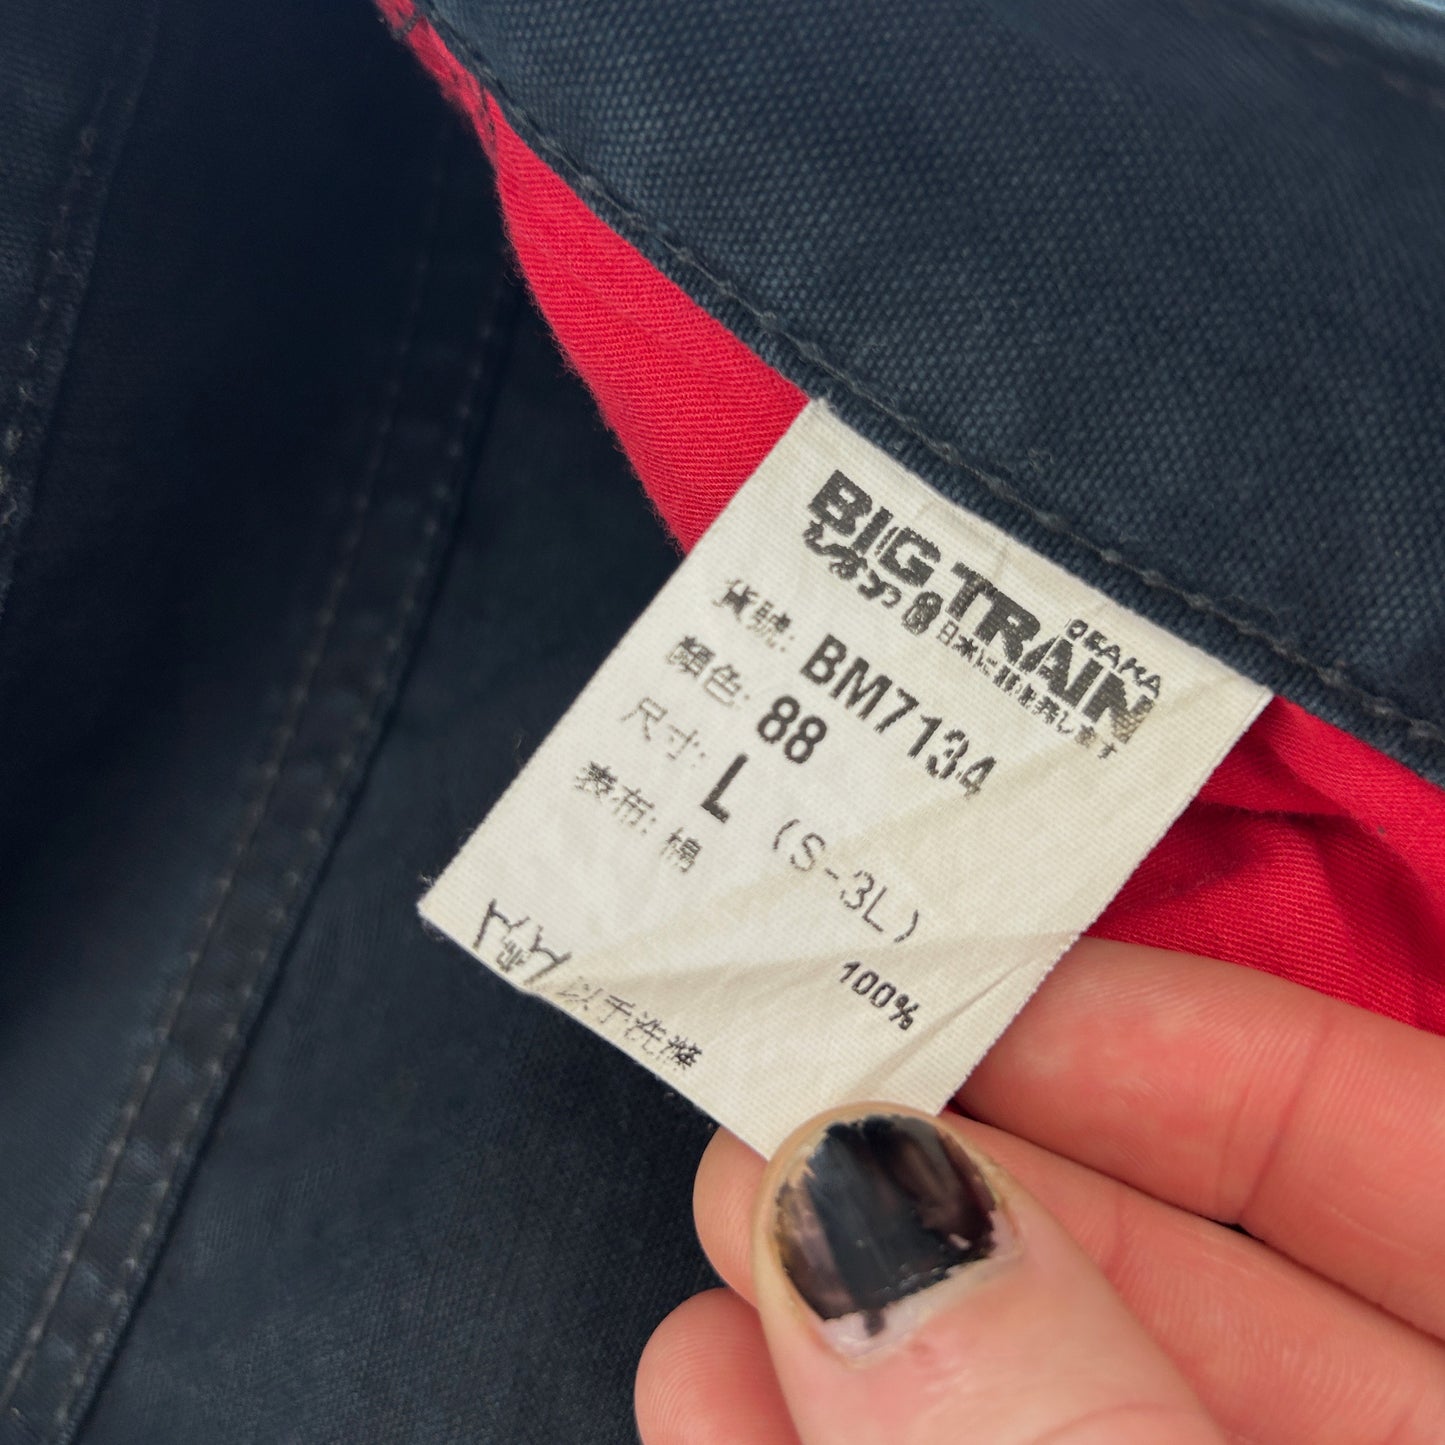 BIG TRAIN
OSAKA
貨號: BM7134
顏色: 88
尺寸: L (S-3L)
表布: 棉 100%
以手洗滌